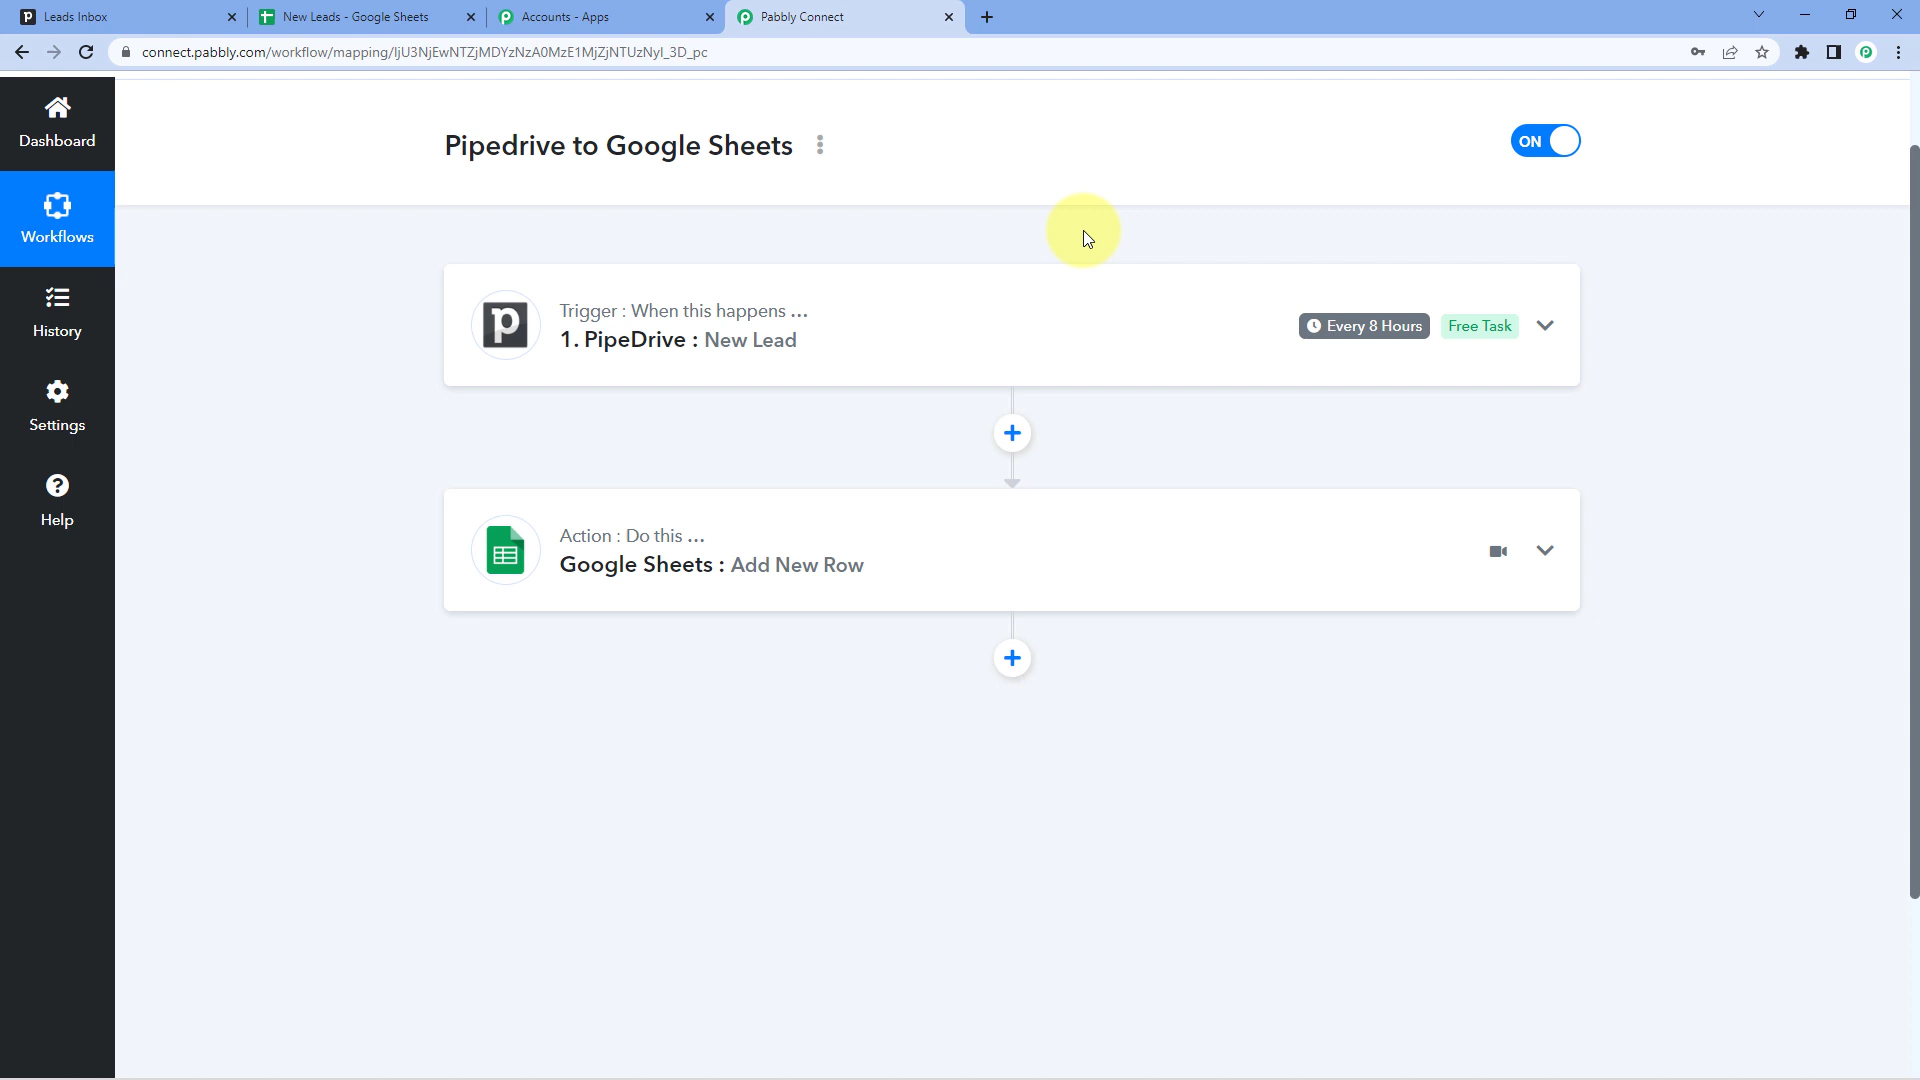 Leads Inbox
New Leads - Google Sheets
Accounts - Apps
Pabbly Connect
connect.pabbly.com/workflow/mapping/IjU3NjEwNTZjMDYzNzA0MzE1MjZjNTUzNyI_3D_pc
Dashboard
Workflows
History
Settings
Help
Pipedrive to Google Sheets
ON
Trigger : When this happens ...
1. PipeDrive : New Lead
Every 8 Hours
Free Task
Action : Do this ...
Google Sheets : Add New Row